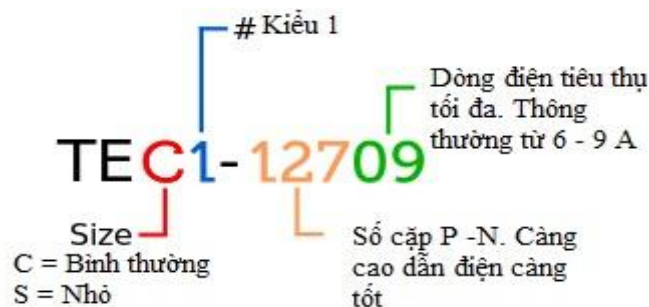 # Kiểu 1
Dòng điện tiêu thụ
tối đa. Thông
thường từ 6 - 9 A
TEC1-12709
Size
C = Bình thường
S = Nhỏ
Số cặp P -N. Càng
cao dẫn điện càng
tốt